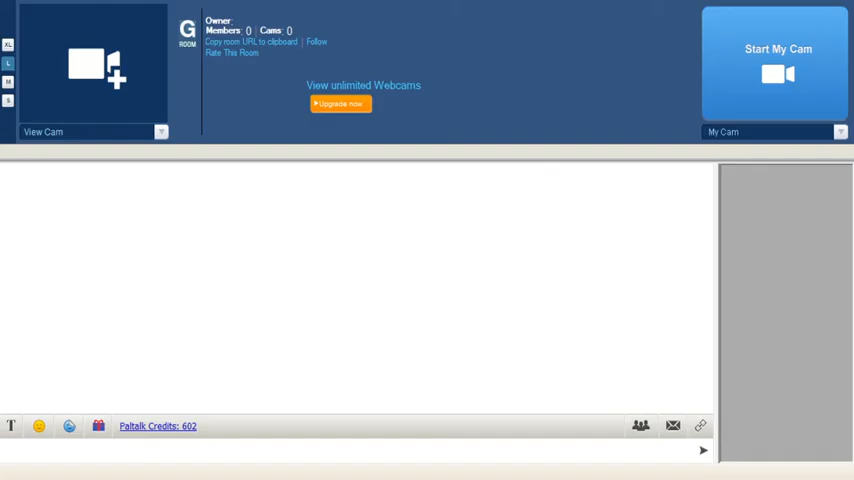 XL
L
M
S
View Cam
G
ROOM
Owner:
Members: 0 | Cams: 0
Copy room URL to clipboard | Follow
Rate This Room
View unlimited Webcams
Upgrade now
Start My Cam
My Cam
T
Paltalk Credits: 602